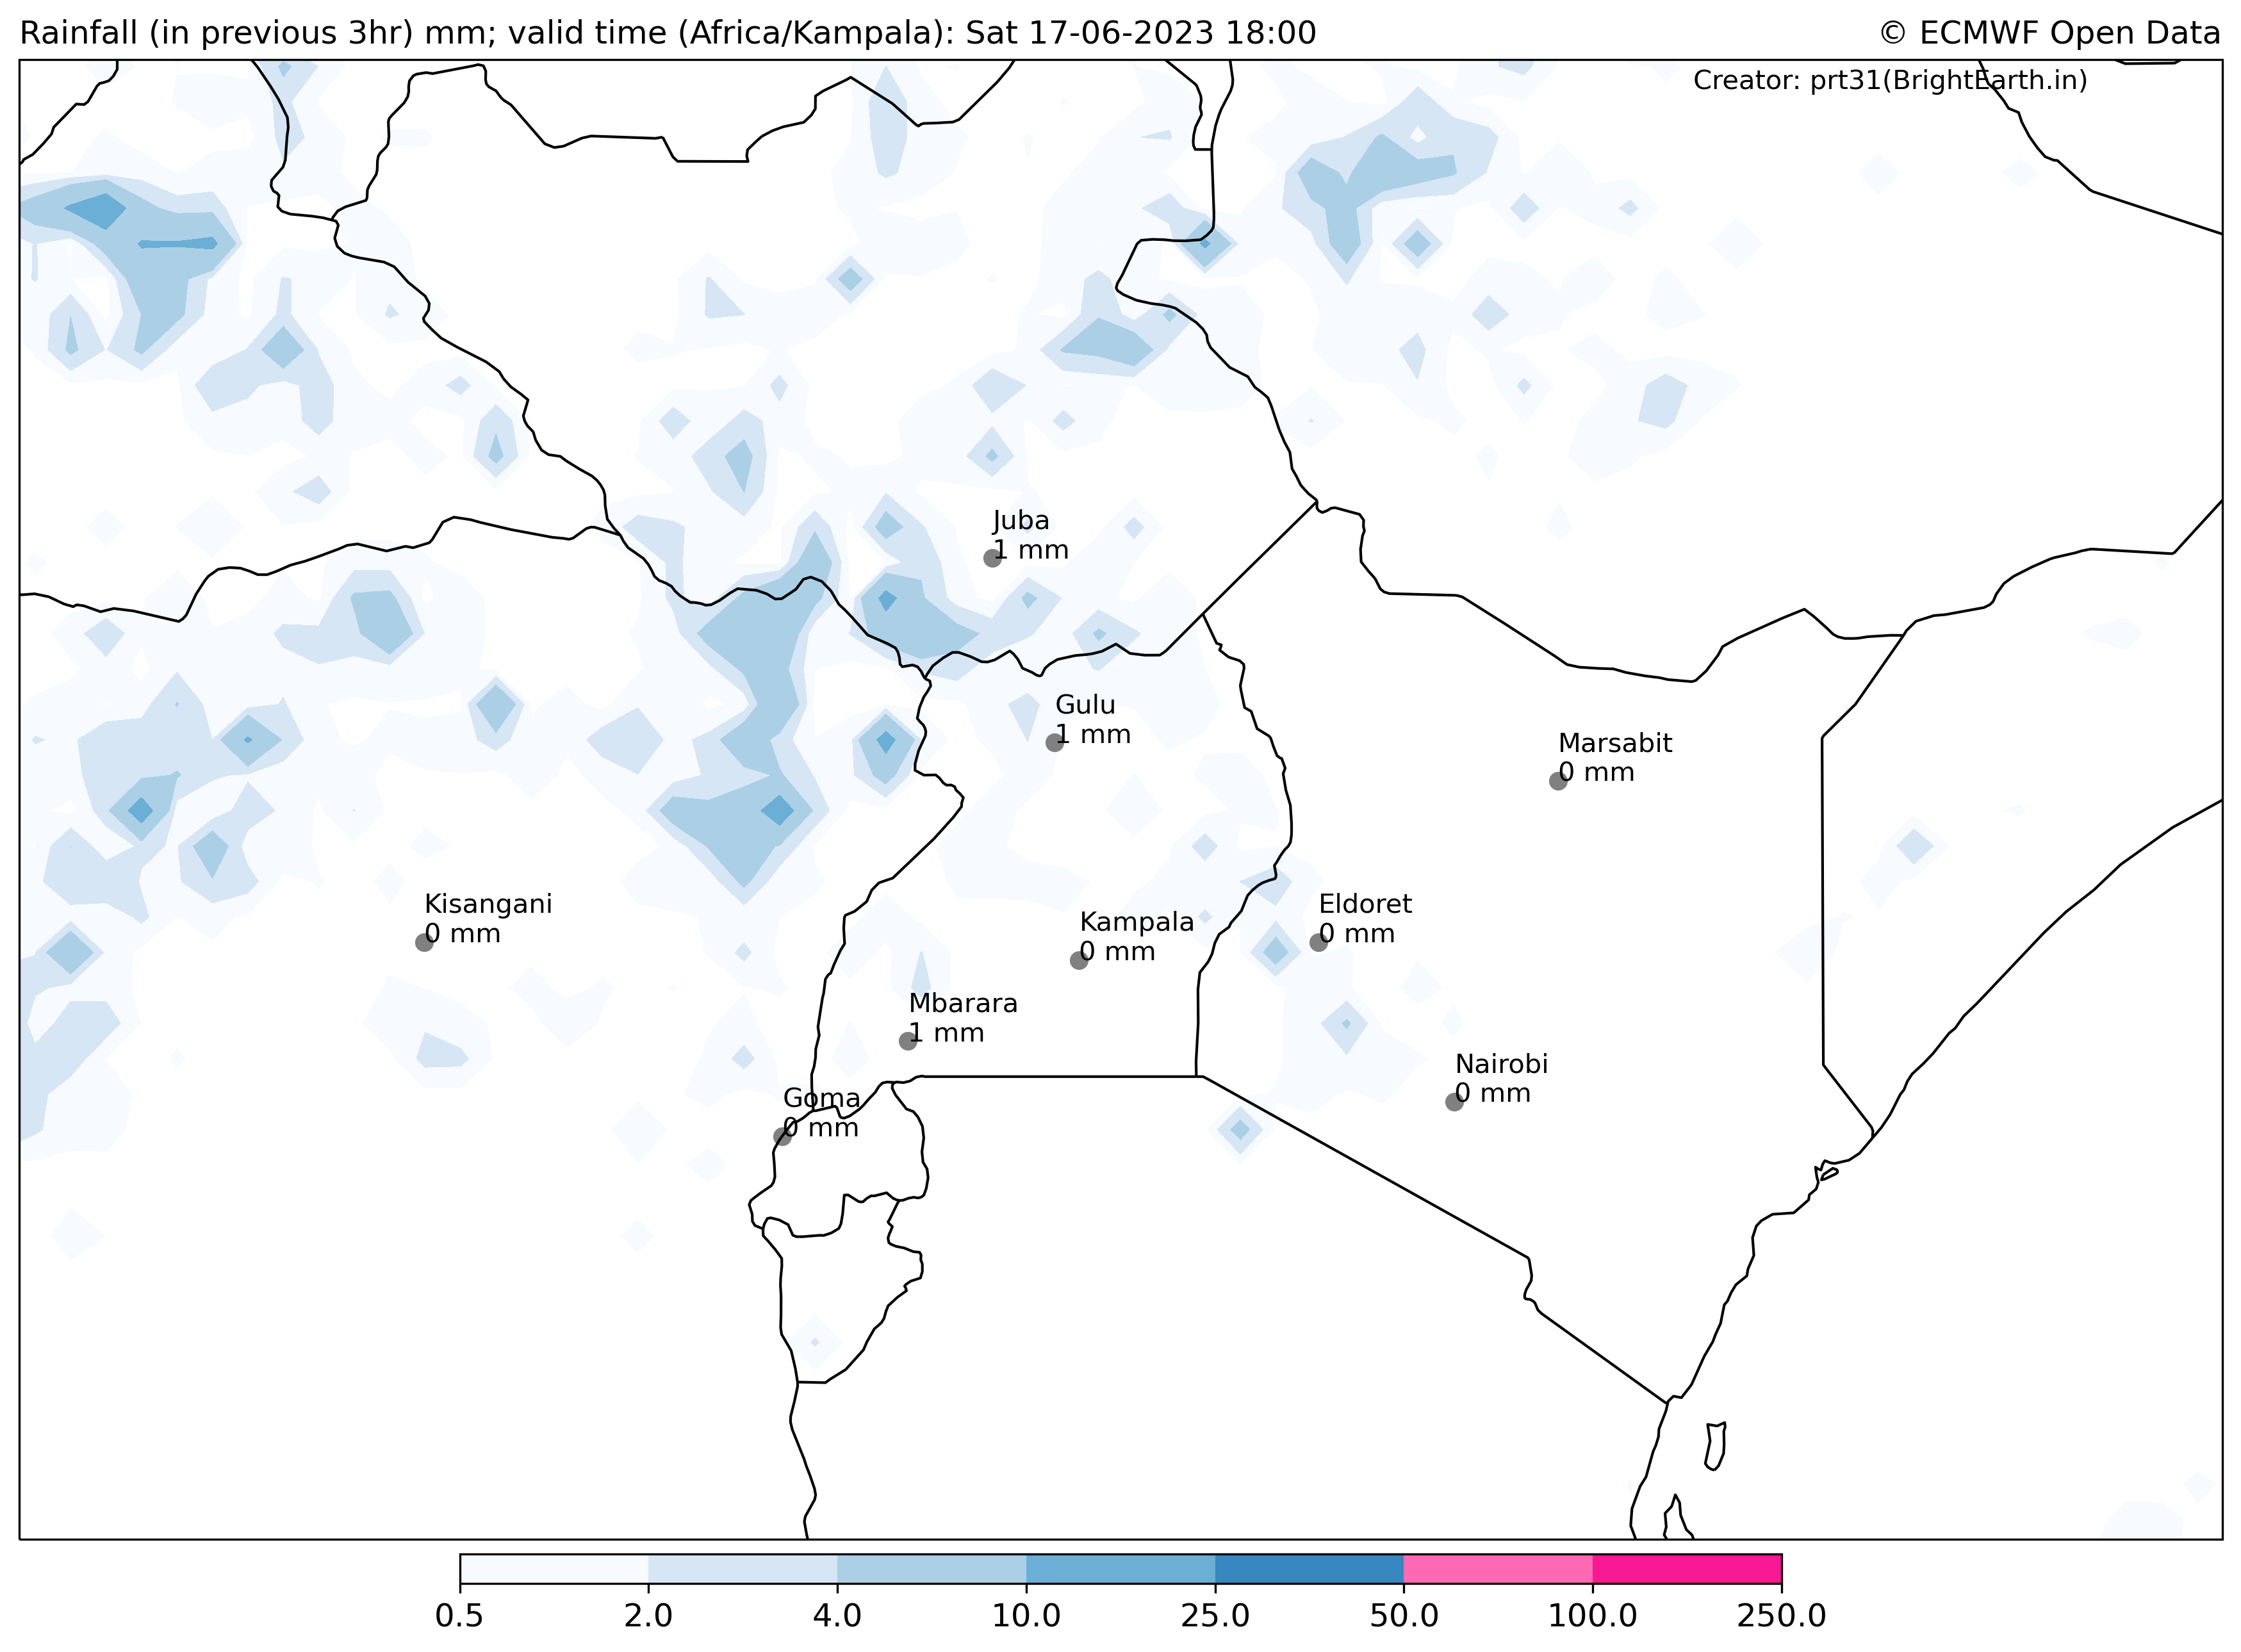 Rainfall (in previous 3hr) mm; valid time (Africa/Kampala): Sat 17-06-2023 18:00
© ECMWF Open Data
Creator: prt31(BrightEarth.in)
Juba
1 mm
Gulu
1 mm
Marsabit
0 mm
Kisangani
0 mm
Kampala
0 mm
Eldoret
0 mm
Mbarara
1 mm
Nairobi
0 mm
Goma
0 mm
0.5 2.0 4.0 10.0 25.0 50.0 100.0 250.0